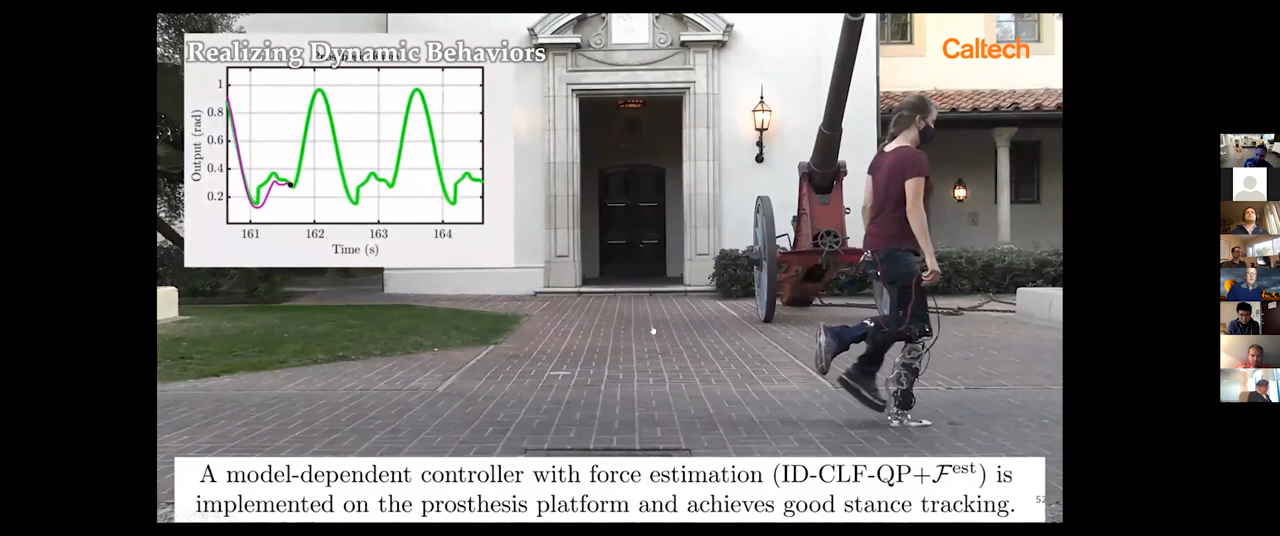 Realizing Dynamic Behaviors
Caltech
1
0.8
0.6
0.4
0.2
Output (rad)
161 162 163 164
Time (s)
A model-dependent controller with force estimation (ID-CLF-QP+𝓕^est) is
implemented on the prosthesis platform and achieves good stance tracking.
52